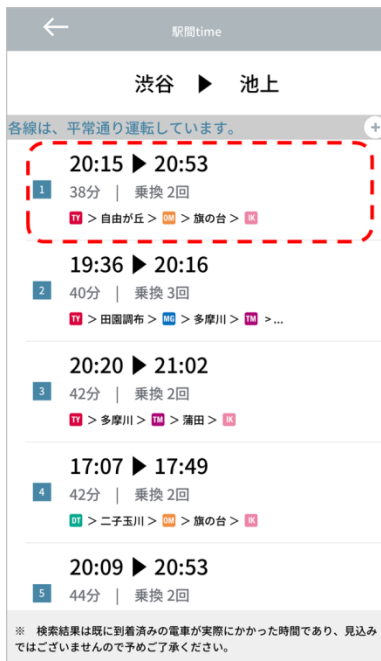 駅間time
渋谷 ▶ 池上
各線は、平常通り運転しています。
20:15 ▶ 20:53
1
38分 | 乗換 2回
TY > 自由が丘 > OM > 旗の台 > IK
19:36 ▶ 20:16
2
40分 | 乗換 3回
TY > 田園調布 > MG > 多摩川 > TM >...
20:20 ▶ 21:02
3
42分 | 乗換 2回
TY > 多摩川 > TM > 蒲田 > IK
17:07 ▶ 17:49
4
42分 | 乗換 2回
DT > 二子玉川 > OM > 旗の台 > IK
20:09 ▶ 20:53
5
44分 | 乗換 2回
※ 検索結果は既に到着済みの電車が実際にかかった時間であり、見込み
ではございませんので予めご了承ください。